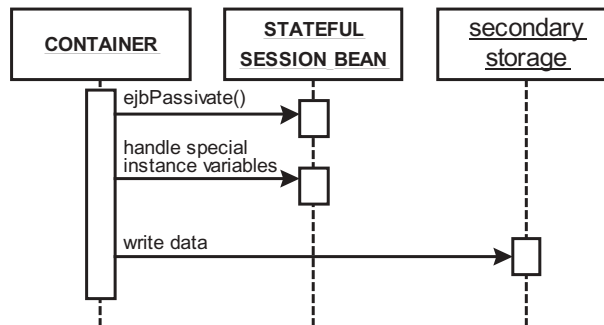 CONTAINER
STATEFUL
SESSION BEAN
secondary
storage
ejbPassivate()
handle special
instance variables
write data